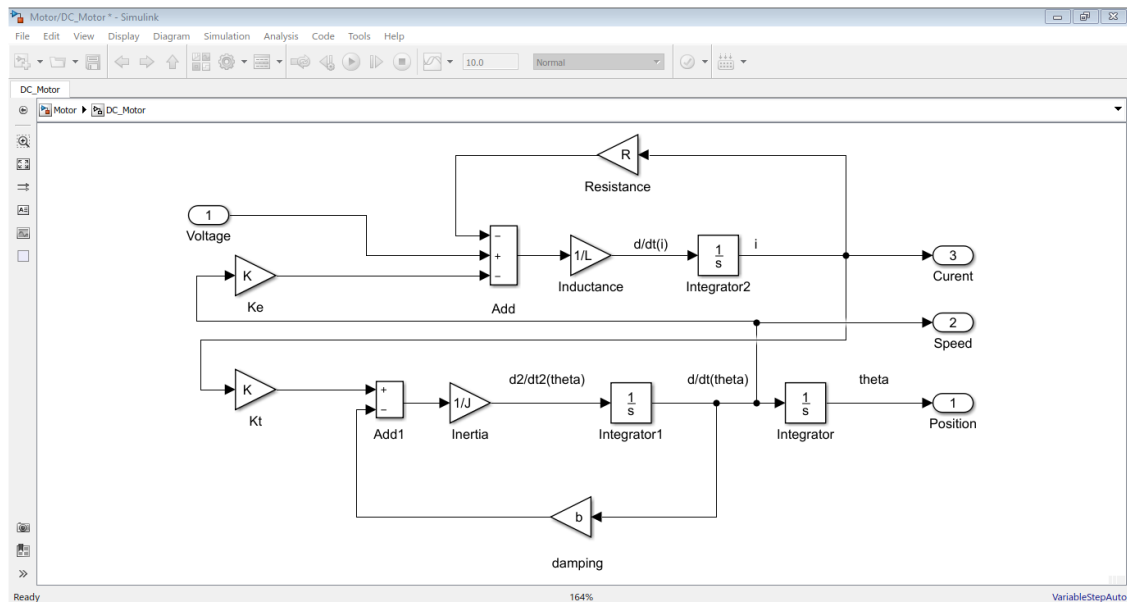 Motor/DC_Motor * - Simulink
File Edit View Display Diagram Simulation Analysis Code Tools Help
10.0 Normal
DC_Motor
Motor DC_Motor
R
Resistance
1
Voltage
−
+
−
Add
1/L
Inductance
d/dt(i)
1
s
Integrator2
i
3
Curent
K
Ke
2
Speed
K
Kt
+
−
Add1
1/J
Inertia
d2/dt2(theta)
1
s
Integrator1
d/dt(theta)
1
s
Integrator
theta
1
Position
b
damping
Ready 164% VariableStepAuto